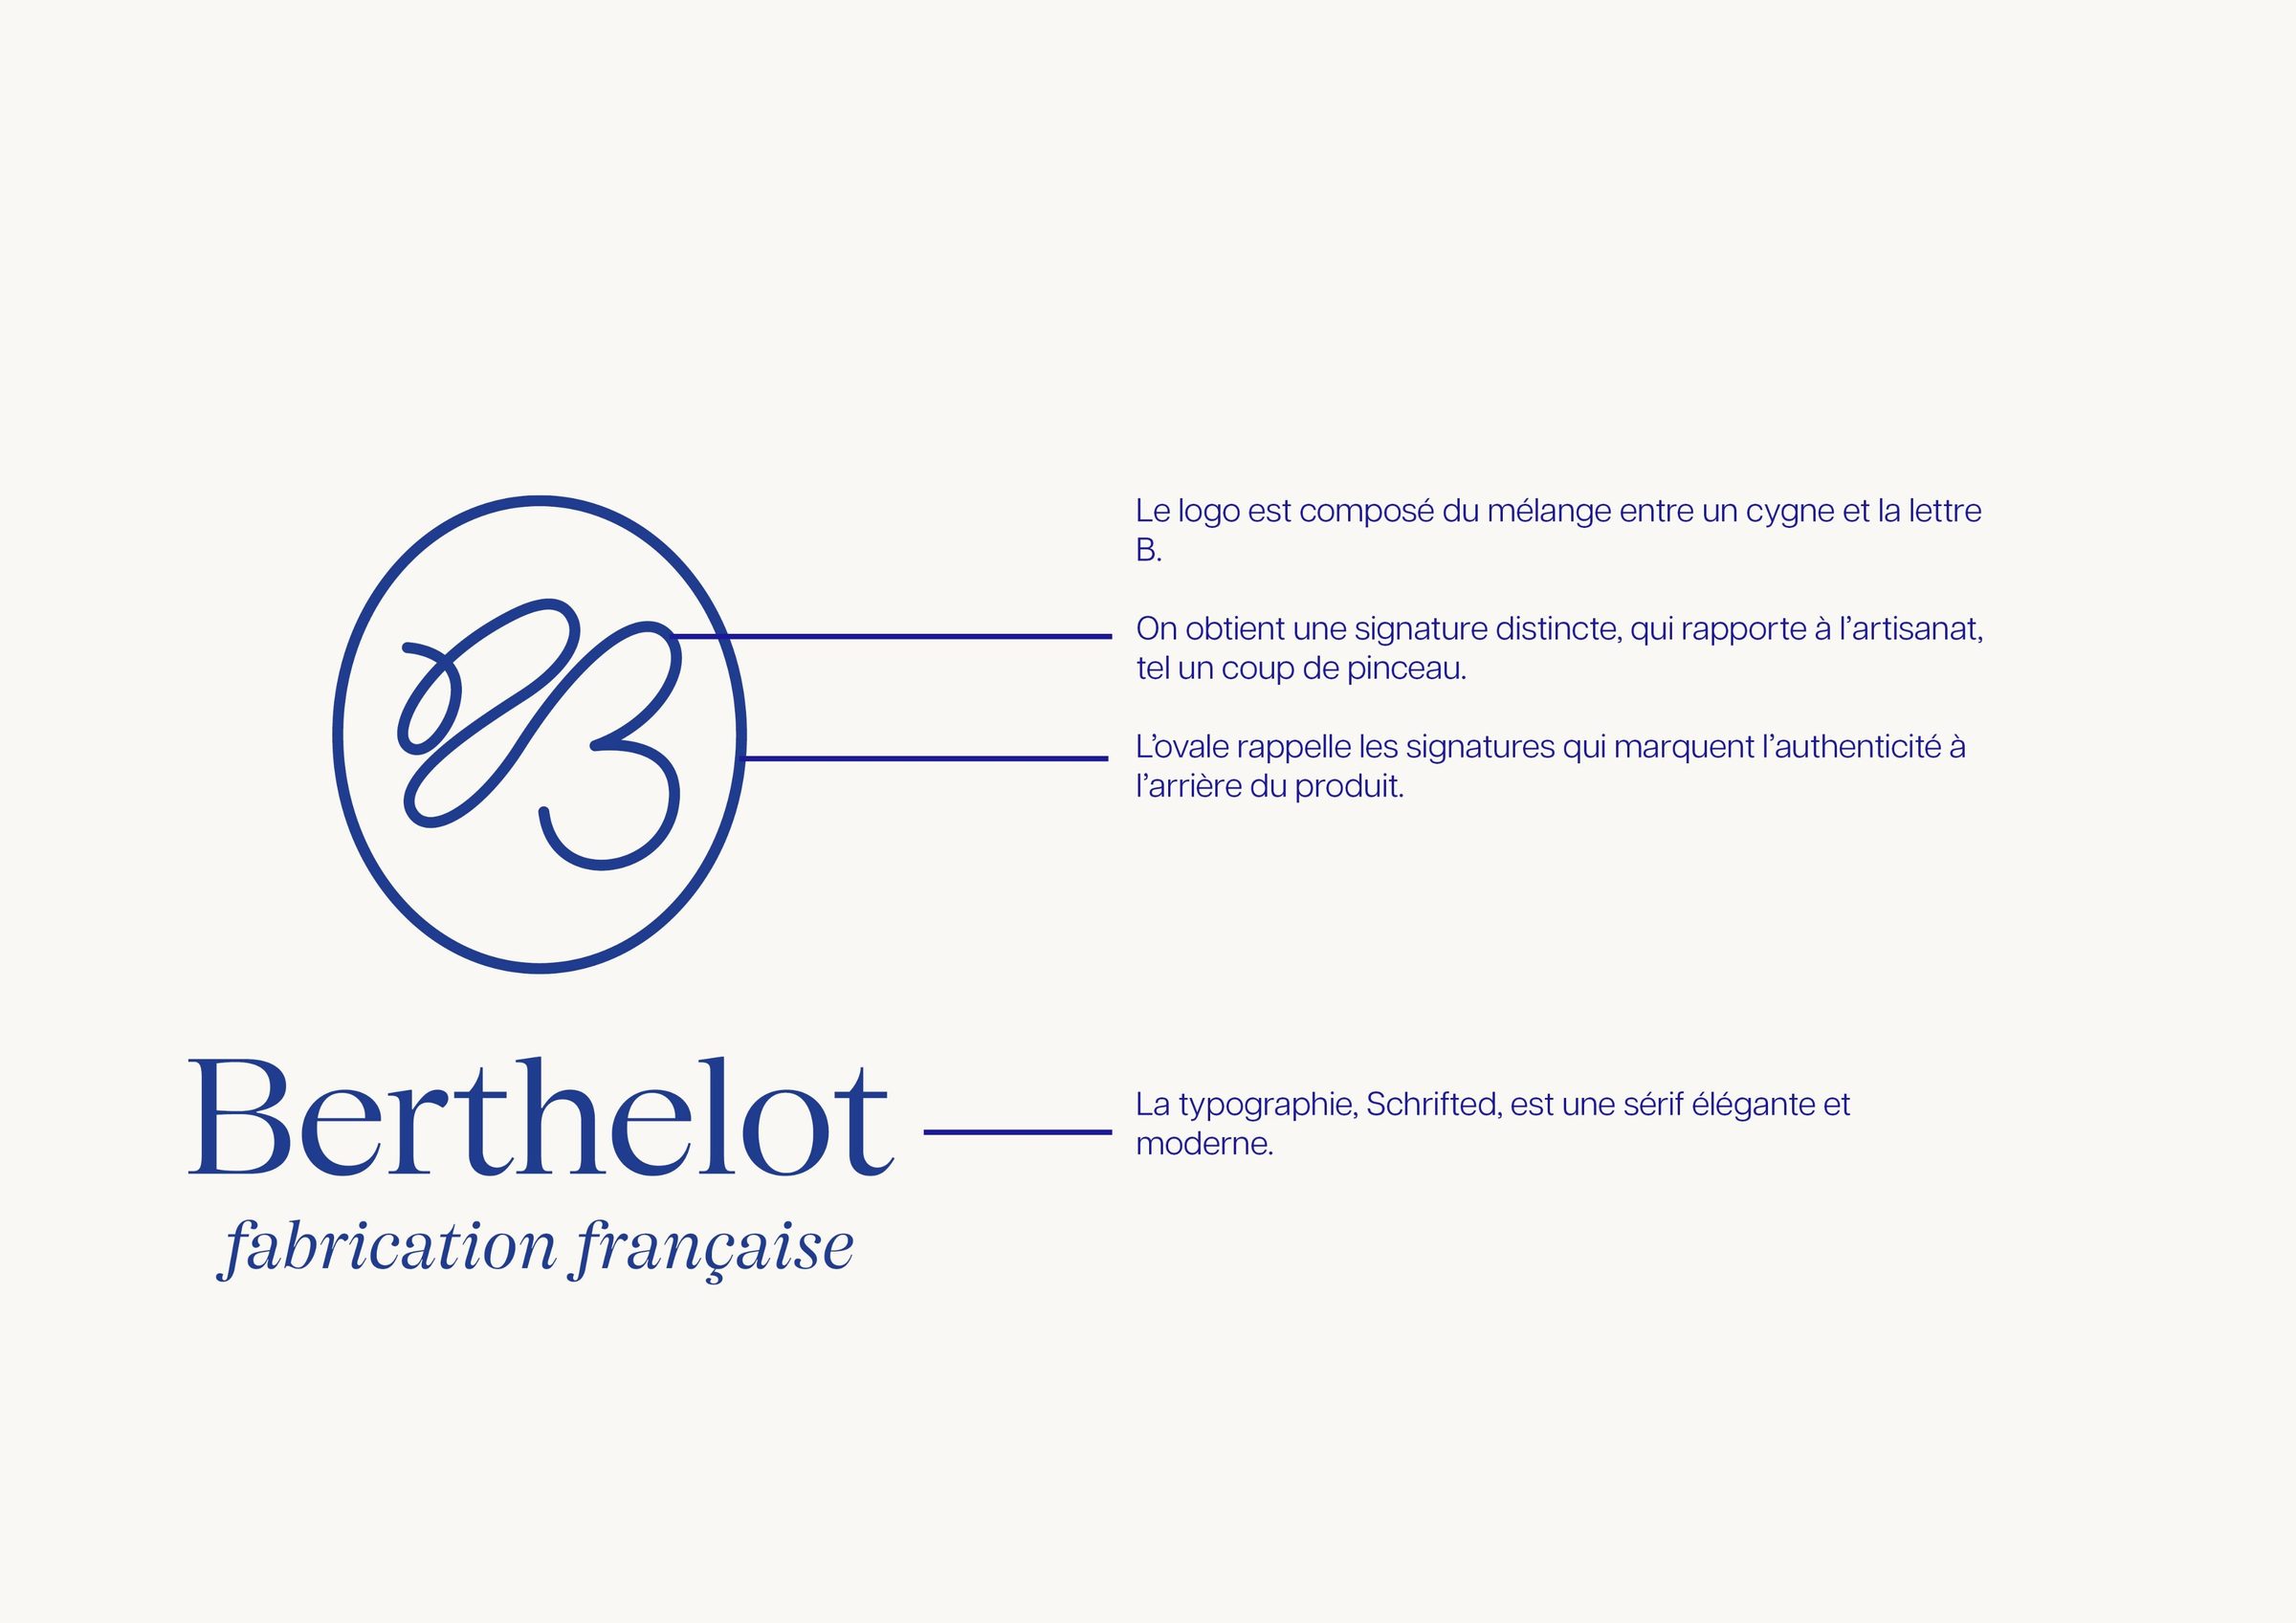 Le logo est composé du mélange entre un cygne et la lettre
B.
On obtient une signature distincte, qui rapporte à l’artisanat,
tel un coup de pinceau.
L’ovale rappelle les signatures qui marquent l’authenticité à
l’arrière du produit.
B
Berthelot
fabrication française
La typographie, Schrifted, est une sérif élégante et
moderne.